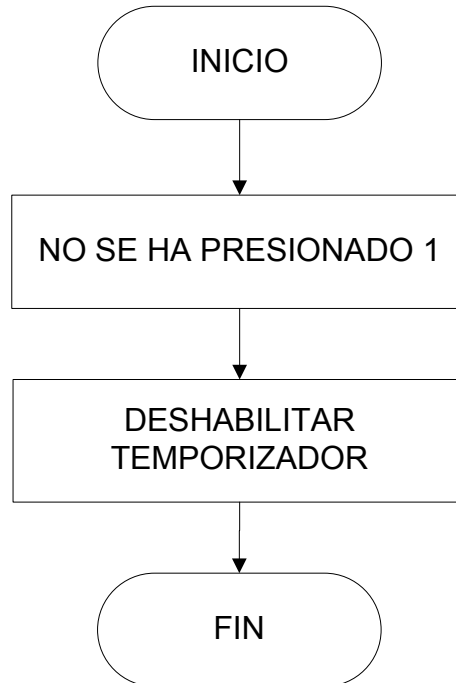 INICIO
NO SE HA PRESIONADO 1
DESHABILITAR
TEMPORIZADOR
FIN